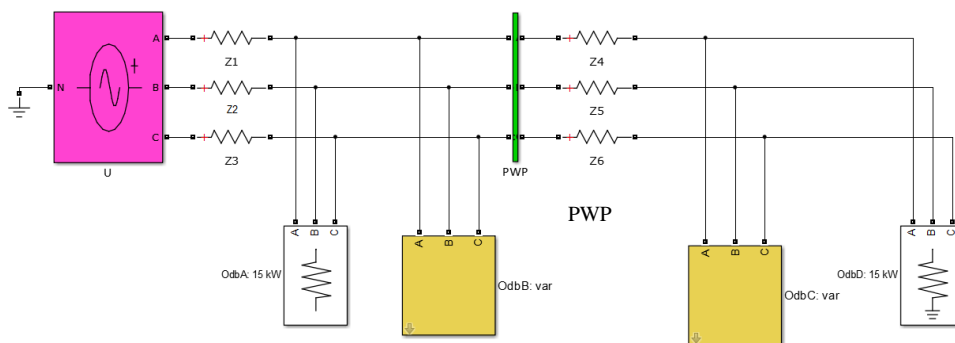 A
B
C
N
U
Z1
Z2
Z3
PWP
Z4
Z5
Z6
PWP
A B C
OdbA: 15 kW
A B C
OdbB: var
A B C
OdbC: var
A B C
OdbD: 15 kW